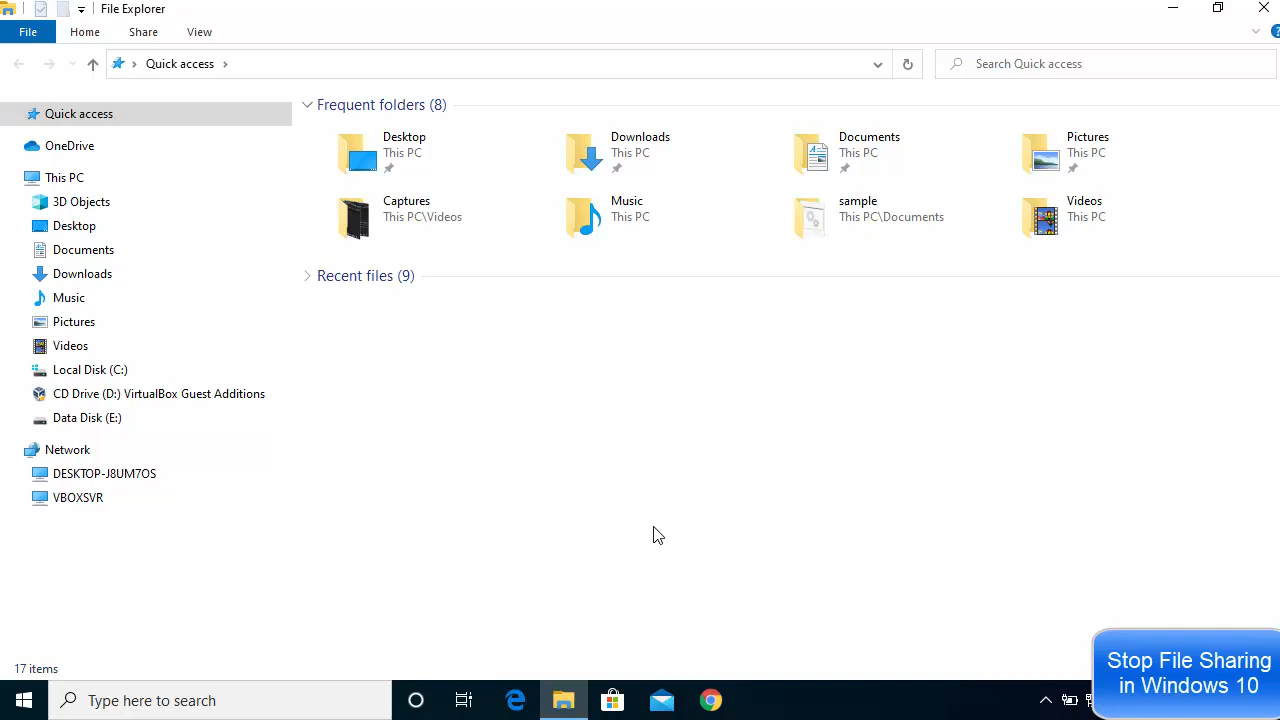 File Explorer
File
Home
Share
View
Quick access
Search Quick access
Quick access
OneDrive
This PC
3D Objects
Desktop
Documents
Downloads
Music
Pictures
Videos
Local Disk (C:)
CD Drive (D:) VirtualBox Guest Additions
Data Disk (E:)
Network
DESKTOP-J8UM7OS
VBOXSVR
Frequent folders (8)
Desktop
This PC
Downloads
This PC
Documents
This PC
Pictures
This PC
Captures
This PC\Videos
Music
This PC
sample
This PC\Documents
Videos
This PC
Recent files (9)
17 items
Type here to search
Stop File Sharing
in Windows 10